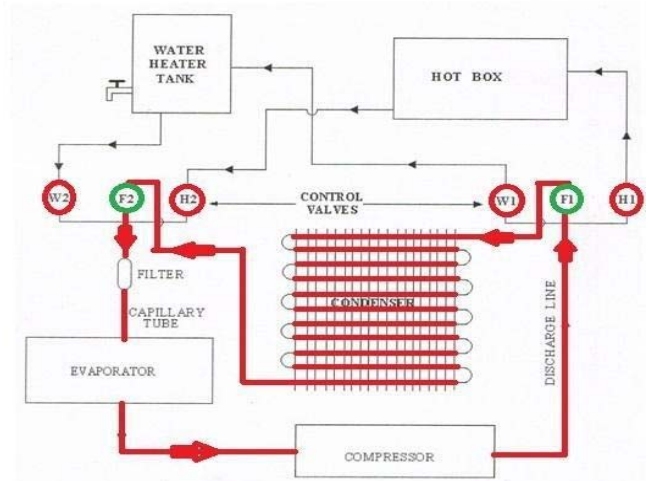 WATER
HEATER
TANK
HOT BOX
W2
F2
H2
CONTROL
VALVES
W1
F1
H1
FILTER
CAPILLARY
TUBE
CONDENSER
DISCHARGE LINE
EVAPORATOR
COMPRESSOR